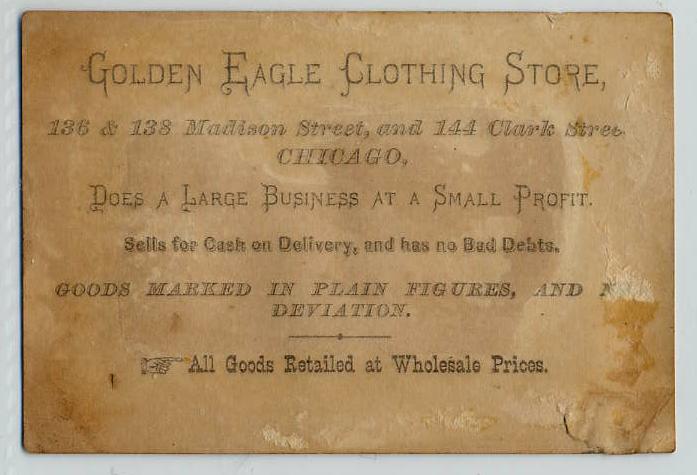 GOLDEN EAGLE CLOTHING STORE,
136 & 138 Madison Street, and 144 Clark Stree
CHICAGO.
DOES A LARGE BUSINESS AT A SMALL PROFIT.
Sells for Cash on Delivery, and has no Bad Debts.
GOODS MARKED IN PLAIN FIGURES, AND
DEVIATION.
All Goods Retailed at Wholesale Prices.